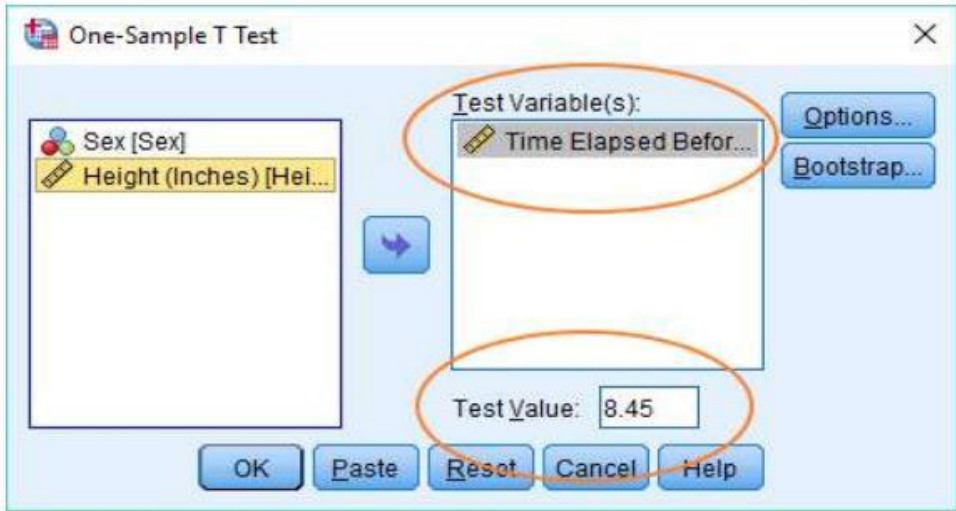 One-Sample T Test
Test Variable(s):
Sex [Sex]
Height (Inches) [Hei...
Time Elapsed Befor...
Options...
Bootstrap...
Test Value: 8.45
OK Paste Reset Cancel Help